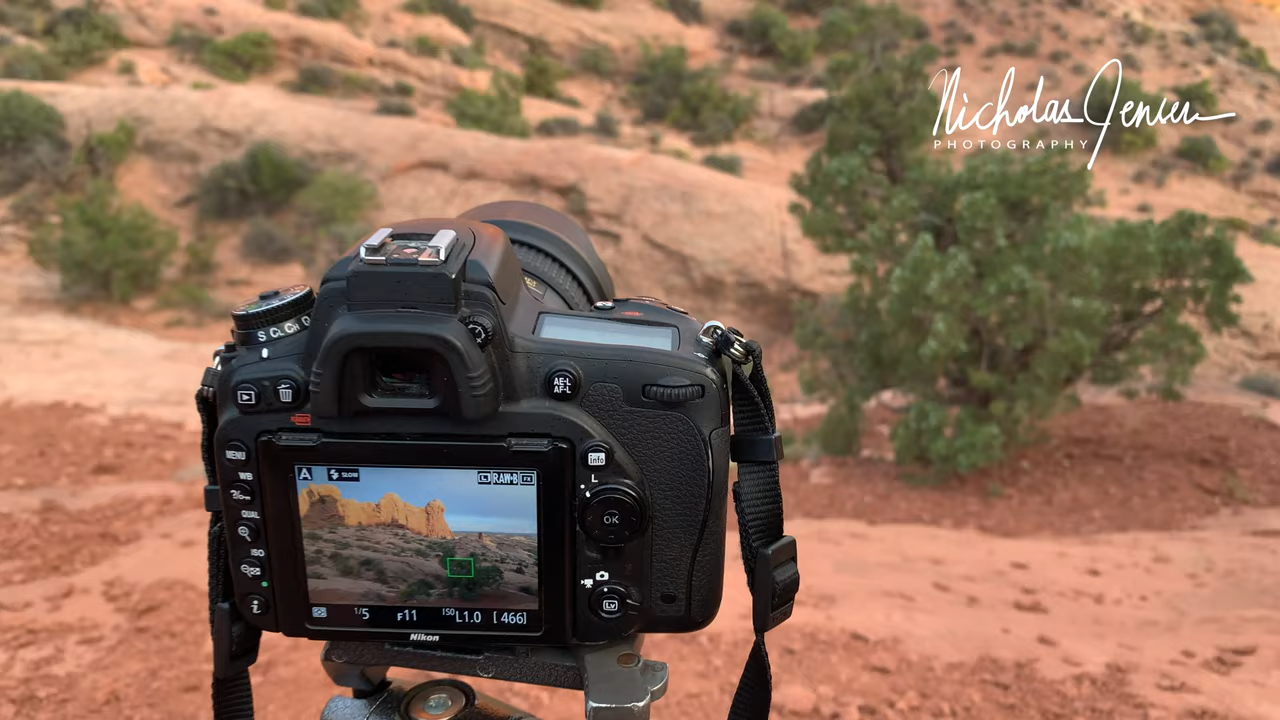 Nicholas Jensen
PHOTOGRAPHY
S CL CH Q
AE-L
AF-L
MENU
WB
QUAL
ISO
i
info
L
OK
Lv
A
SLOW
L RAW+B FX
1/5 F11 ISO L1.0 [466]
Nikon